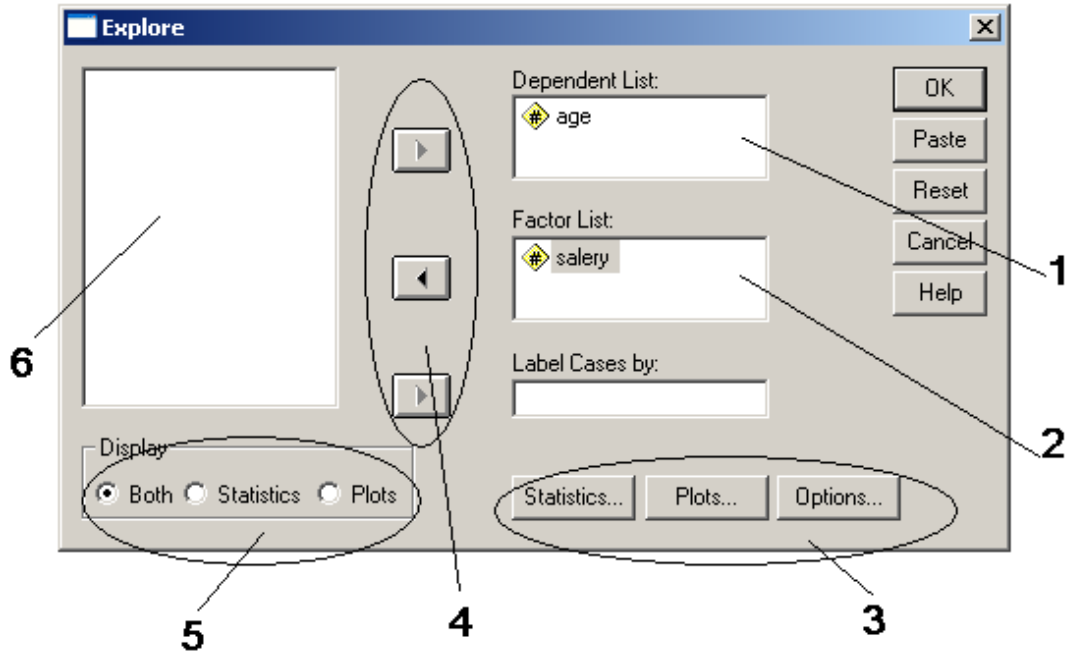 Explore
Dependent List:
age
OK
Paste
Reset
Factor List:
Cancel
salery
Help
1
6
Label Cases by:
2
Display
Both Statistics Plots
Statistics... Plots... Options...
3
4
5